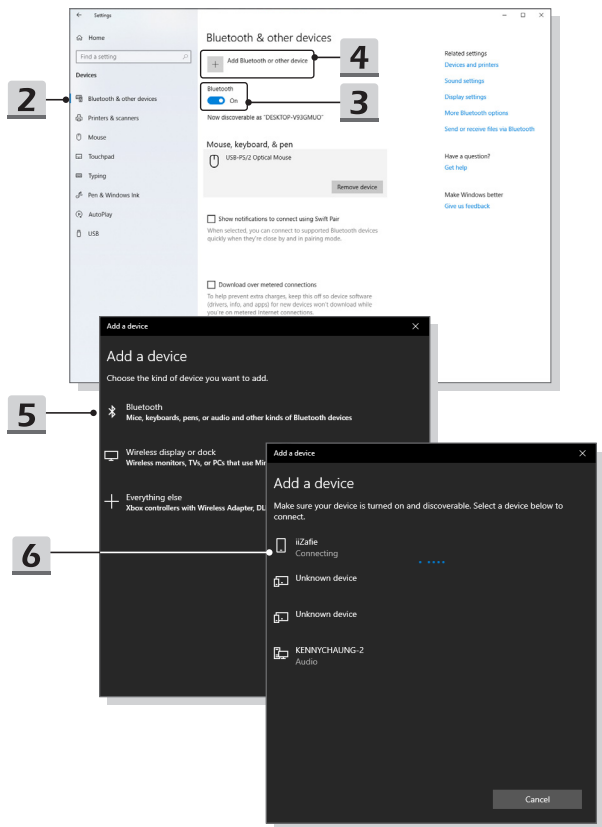 Settings
Home
Find a setting
Devices
Bluetooth & other devices
Printers & scanners
Mouse
Touchpad
Typing
Pen & Windows Ink
AutoPlay
USB
Bluetooth & other devices
Add Bluetooth or other device
Bluetooth
On
Now discoverable as "DESKTOP-V93GMUO"
Mouse, keyboard, & pen
USB-PS/2 Optical Mouse
Remove device
Show notifications to connect using Swift Pair
When selected, you can connect to supported Bluetooth devices
quickly when they're close by and in pairing mode.
Download over metered connections
To help prevent extra charges, keep this off so device software
(drivers, info, and apps) for new devices won't download while
you're on metered Internet connections.
Related settings
Devices and printers
Sound settings
Display settings
More Bluetooth options
Send or receive files via Bluetooth
Have a question?
Get help
Make Windows better
Give us feedback
2
4
3
Add a device
Add a device
Choose the kind of device you want to add.
5
Bluetooth
Mice, keyboards, pens, or audio and other kinds of Bluetooth devices
Wireless display or dock
Wireless monitors, TVs, or PCs that use Mir
Everything else
Xbox controllers with Wireless Adapter, DL
6
Add a device
Add a device
Make sure your device is turned on and discoverable. Select a device below to
connect.
iiZafie
Connecting
Unknown device
Unknown device
KENNYCHAUNG-2
Audio
Cancel